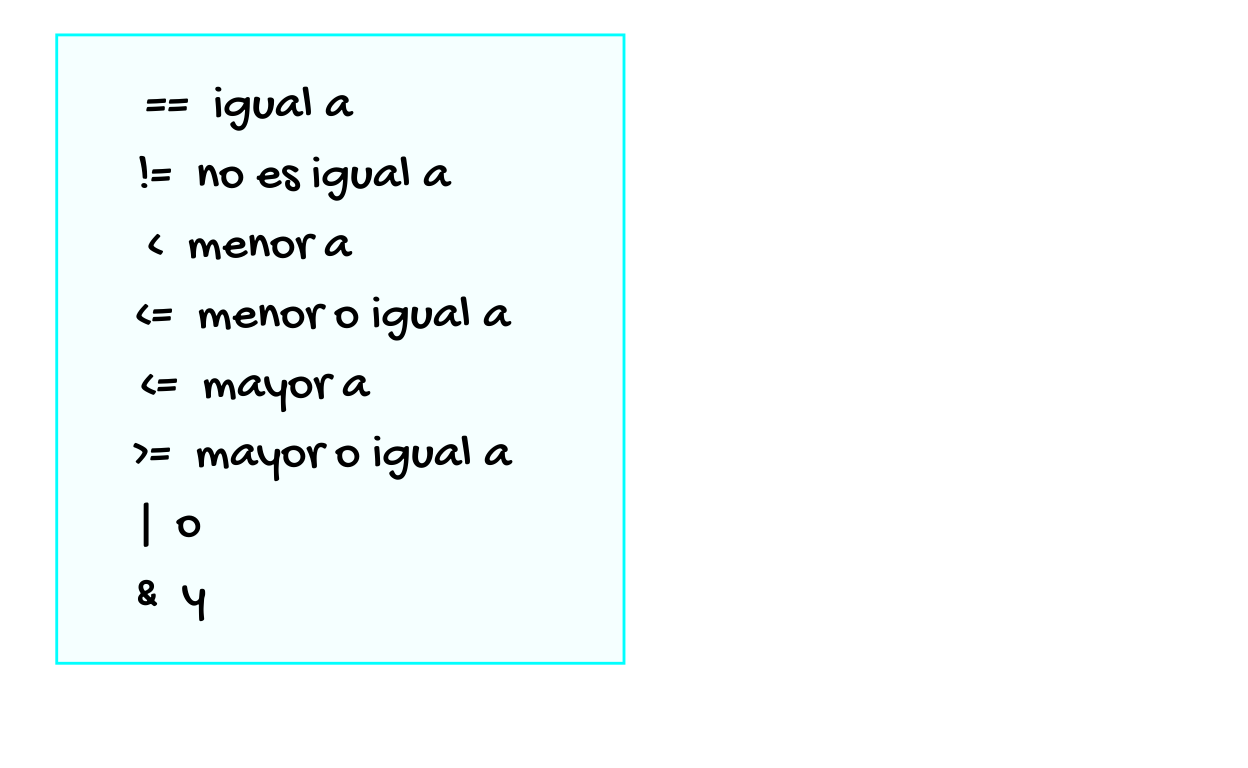 == igual a
!= no es igual a
< menor a
<= menor o igual a
<= mayor a
>= mayor o igual a
| o
& y